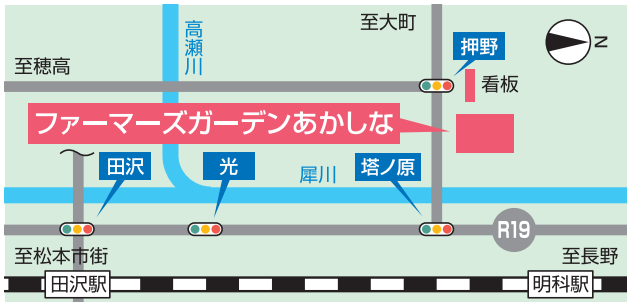 至大町
高瀬川
押野
N
至穂高
看板
ファーマーズガーデンあかしな
田沢
光
犀川
塔ノ原
R19
至松本市街
至長野
田沢駅
明科駅